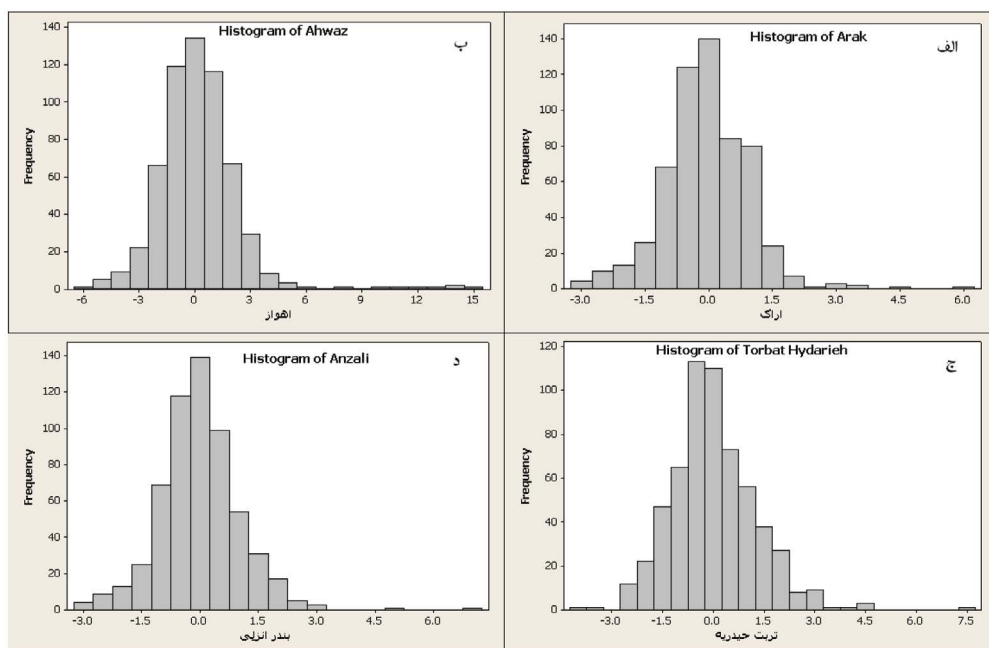 Histogram of Ahwaz
ب
Frequency
140
120
100
80
60
40
20
0
-6 -3 0 3 6 9 12 15
اهواز
Histogram of Arak
الف
Frequency
140
120
100
80
60
40
20
0
-3.0 -1.5 0.0 1.5 3.0 4.5 6.0
اراک
Histogram of Anzali
د
Frequency
140
120
100
80
60
40
20
0
-3.0 -1.5 0.0 1.5 3.0 4.5 6.0
بندر انزلی
Histogram of Torbat Hydarieh
ج
Frequency
120
100
80
60
40
20
0
-3.0 -1.5 0.0 1.5 3.0 4.5 6.0 7.5
تربت حیدریه